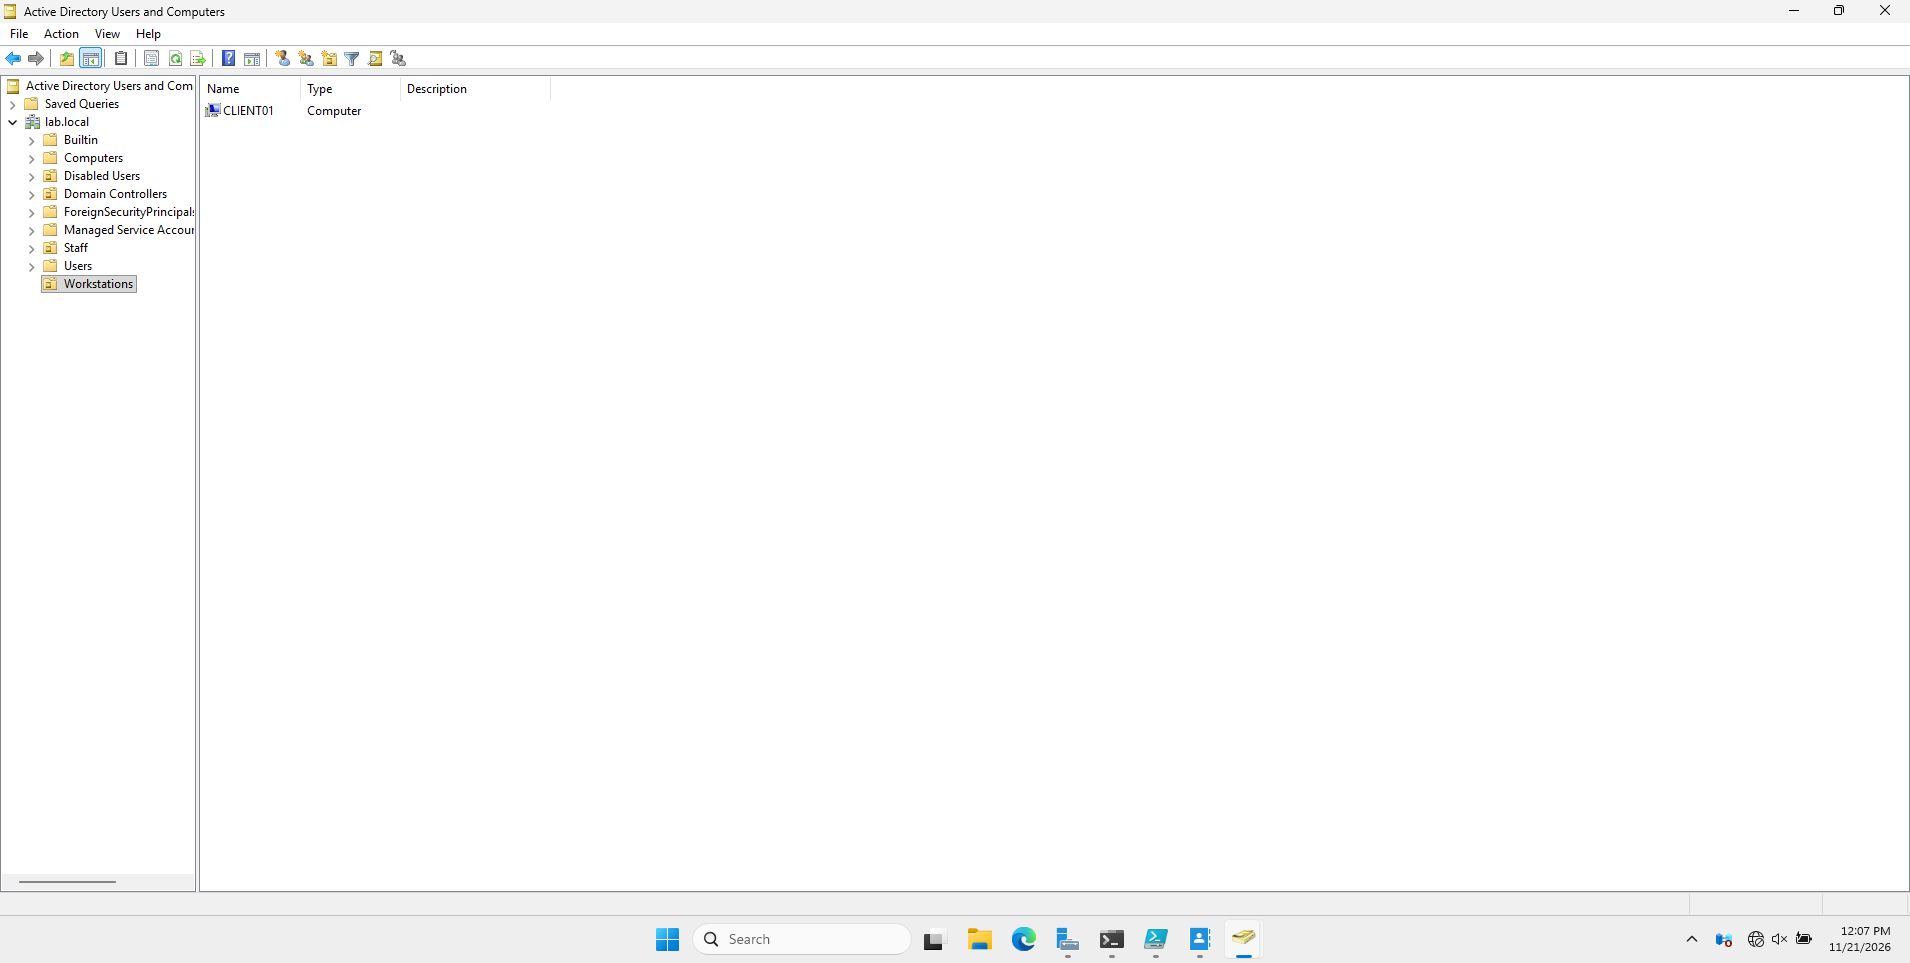 Active Directory Users and Computers
File Action View Help
Active Directory Users and Com
Saved Queries
lab.local
Builtin
Computers
Disabled Users
Domain Controllers
ForeignSecurityPrincipals
Managed Service Accour
Staff
Users
Workstations
Name Type Description
CLIENT01 Computer
Search
12:07 PM
11/21/2026